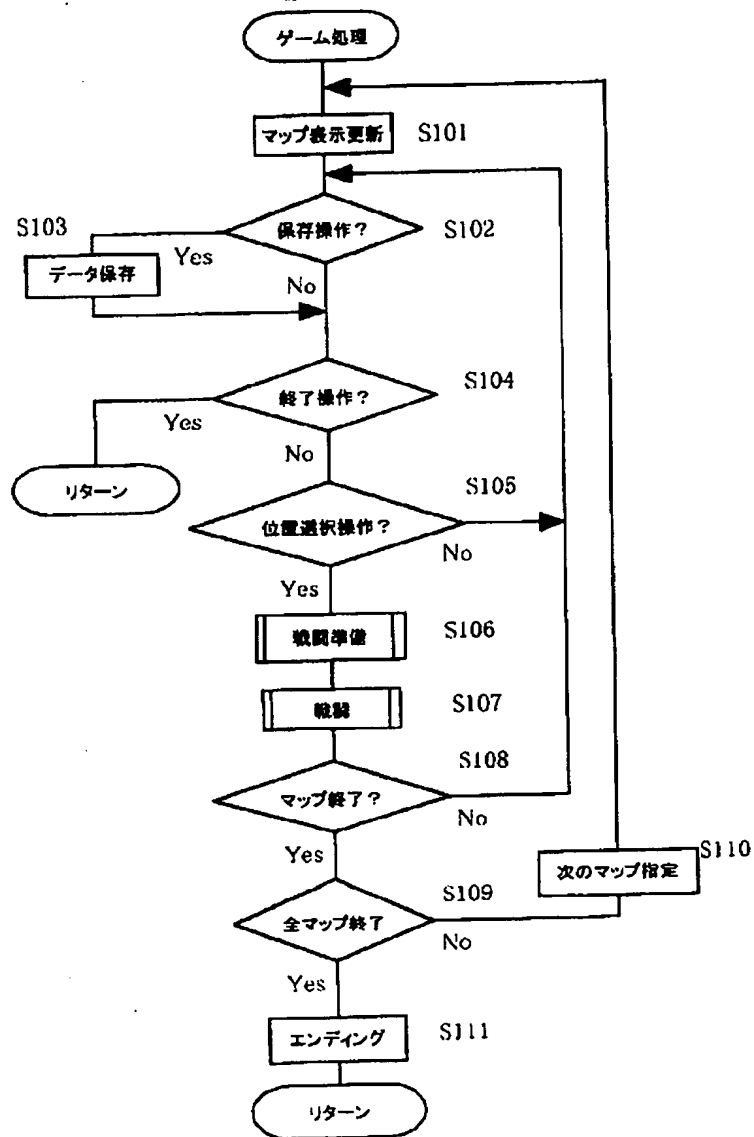 ゲーム処理
マップ表示更新
S101
保存操作?
S102
S103
Yes
データ保存
No
終了操作?
S104
Yes
No
リターン
位置選択操作?
S105
No
Yes
戦闘準備
S106
戦闘
S107
マップ終了?
S108
No
Yes
次のマップ指定
S110
全マップ終了
S109
No
Yes
エンディング
S111
リターン